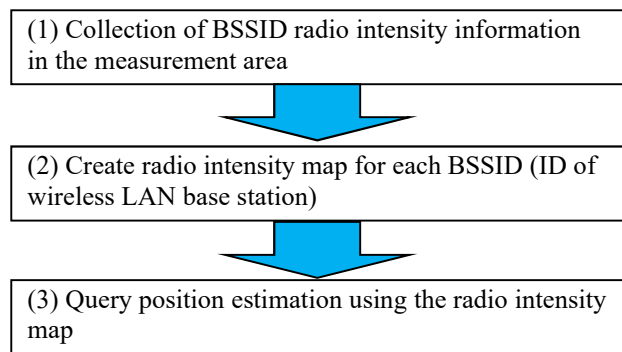 (1) Collection of BSSID radio intensity information
in the measurement area
(2) Create radio intensity map for each BSSID (ID of
wireless LAN base station)
(3) Query position estimation using the radio intensity
map